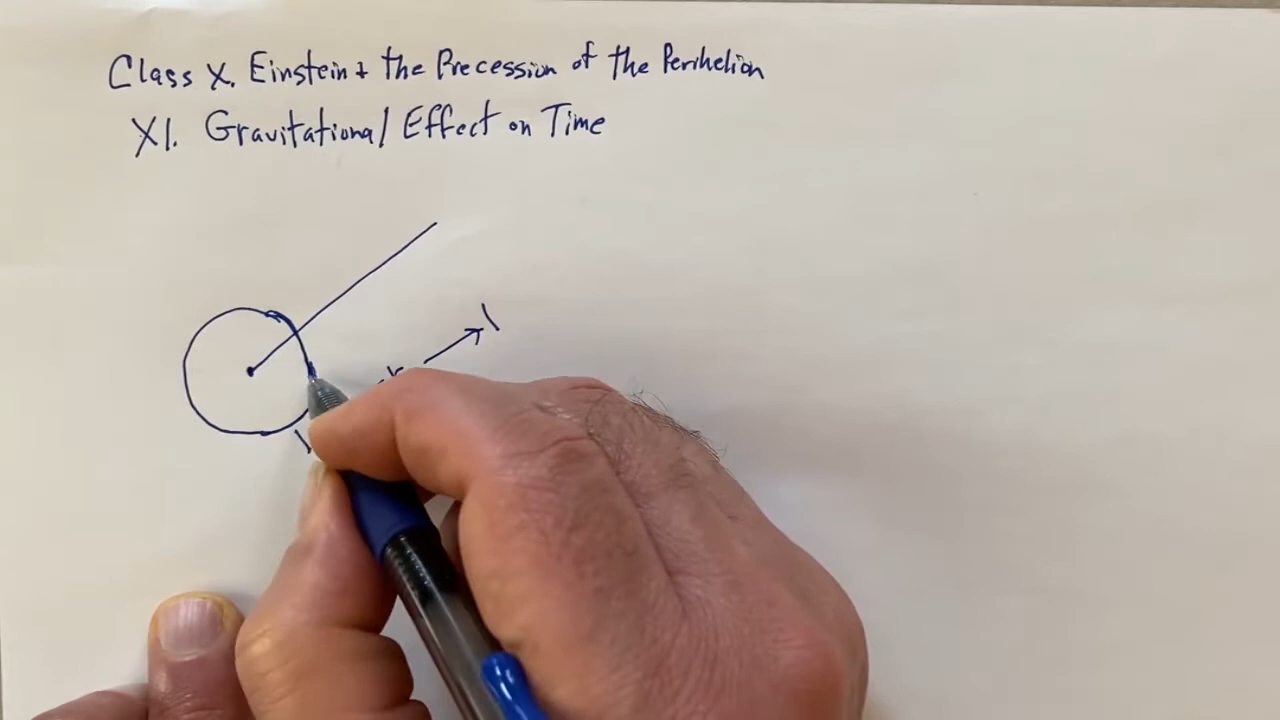 Class X. Einstein + the Precession of the Perihelion
XI. Gravitational Effect on Time
r